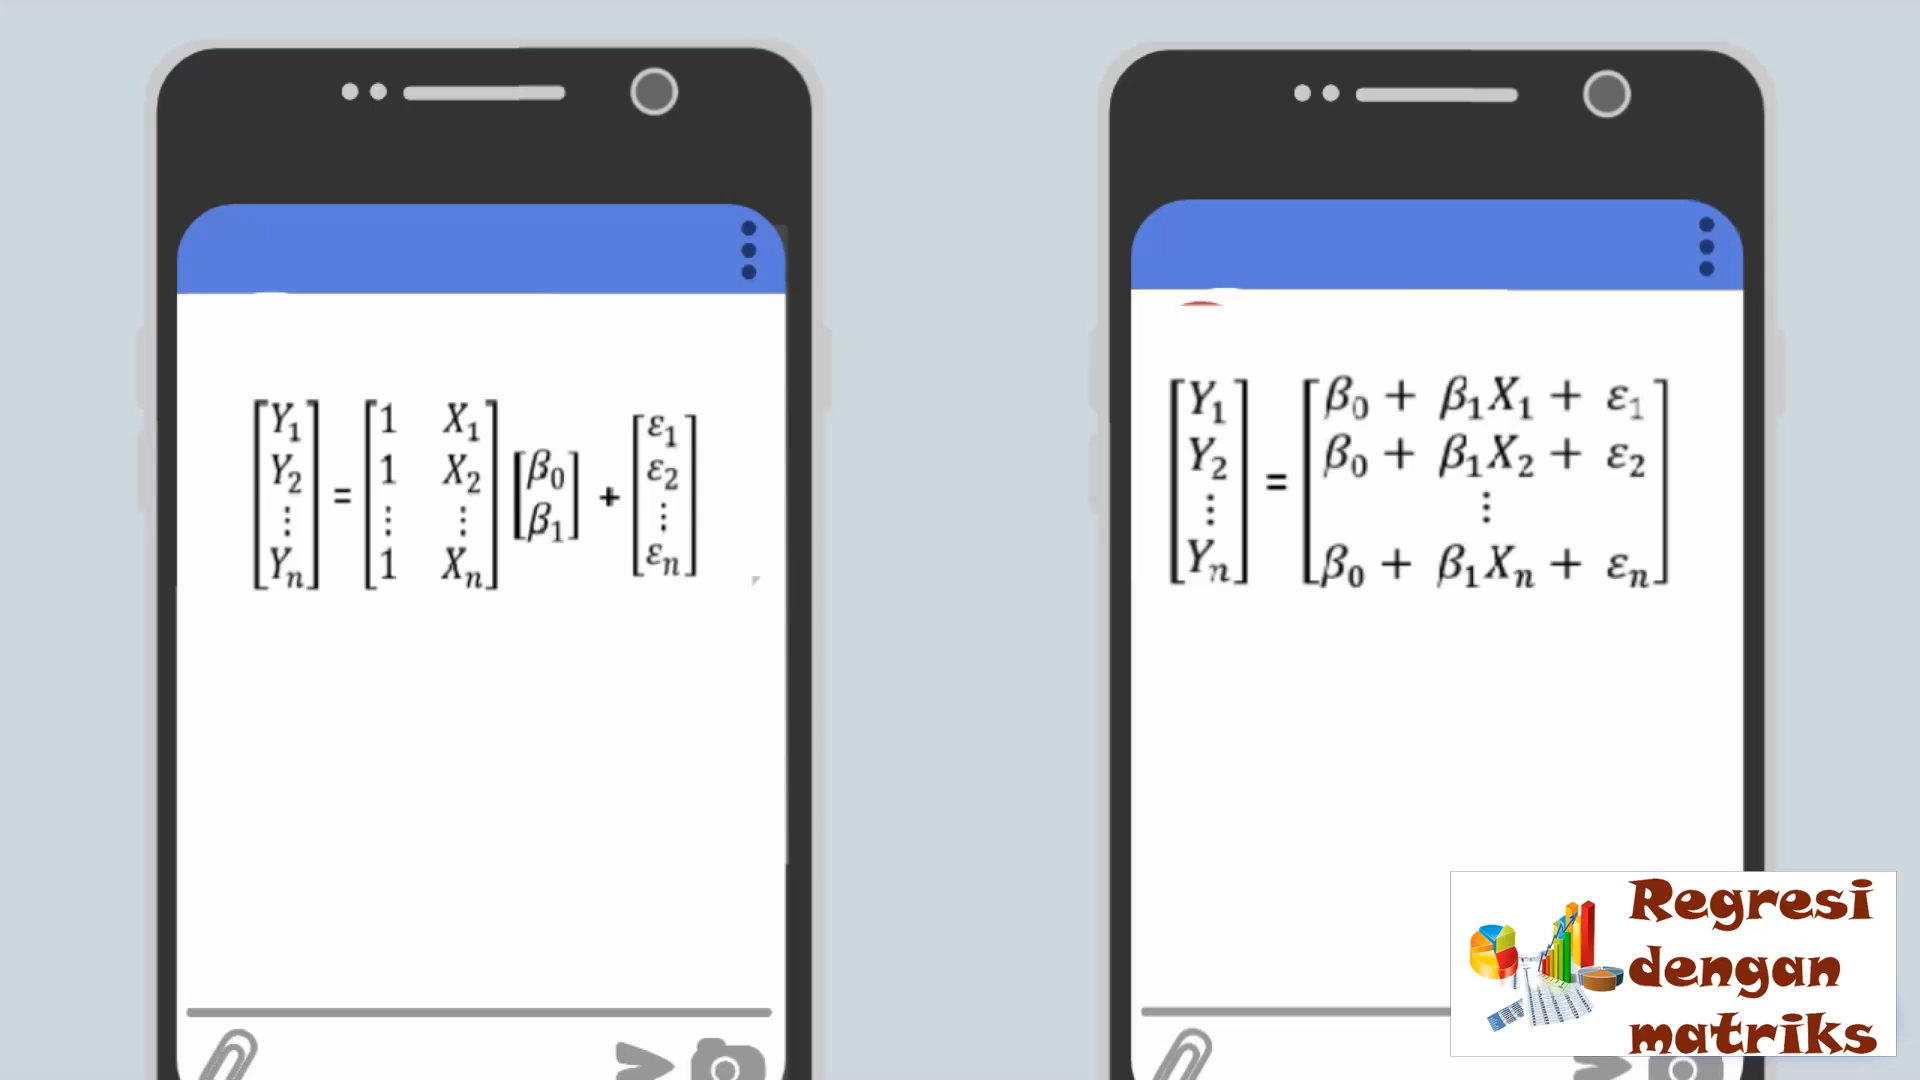 [Y₁ Y₂ ⋮ Yₙ] = [1 X₁ 1 X₂ ⋮ ⋮ 1 Xₙ] [β₀ β₁] + [ε₁ ε₂ ⋮ εₙ]
[Y₁ Y₂ ⋮ Yₙ] = [β₀ + β₁X₁ + ε₁ β₀ + β₁X₂ + ε₂ ⋮ β₀ + β₁Xₙ + εₙ]
Regresi
dengan
matriks